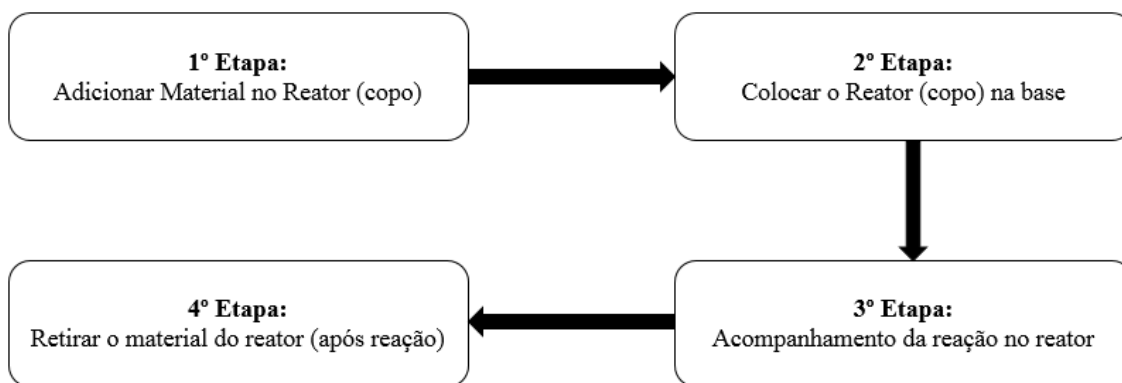 1º Etapa:
Adicionar Material no Reator (copo)
2º Etapa:
Colocar o Reator (copo) na base
3º Etapa:
Acompanhamento da reação no reator
4º Etapa:
Retirar o material do reator (após reação)